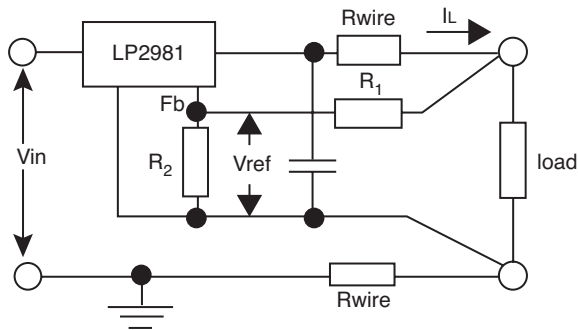 Rwire
IL
LP2981
R1
Fb
Vin
R2
Vref
load
Rwire